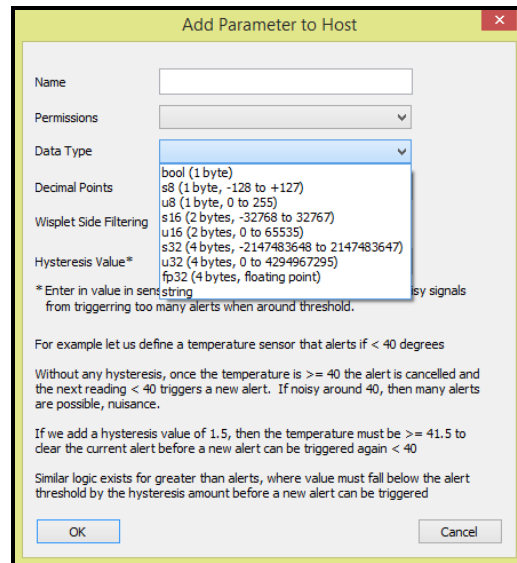 Add Parameter to Host
Name
Permissions
Data Type
bool (1 byte)
s8 (1 byte, -128 to +127)
Decimal Points
u8 (1 byte, 0 to 255)
s16 (2 bytes, -32768 to 32767)
Wisplet Side Filtering
u16 (2 bytes, 0 to 65535)
s32 (4 bytes, -2147483648 to 2147483647)
Hysteresis Value*
u32 (4 bytes, 0 to 4294967295)
fp32 (4 bytes, floating point)
string
*Enter in value in sens isy signals
from triggerring too many alerts when around threshold.
For example let us define a temperature sensor that alerts if < 40 degrees
Without any hysteresis, once the temperature is >= 40 the alert is cancelled and
the next reading < 40 triggers a new alert. If noisy around 40, then many alerts
are possible, nuisance.
If we add a hysteresis value of 1.5, then the temperature must be >= 41.5 to
clear the current alert before a new alert can be triggered again < 40
Similar logic exists for greater than alerts, where value must fall below the alert
threshold by the hysteresis amount before a new alert can be triggered
OK
Cancel